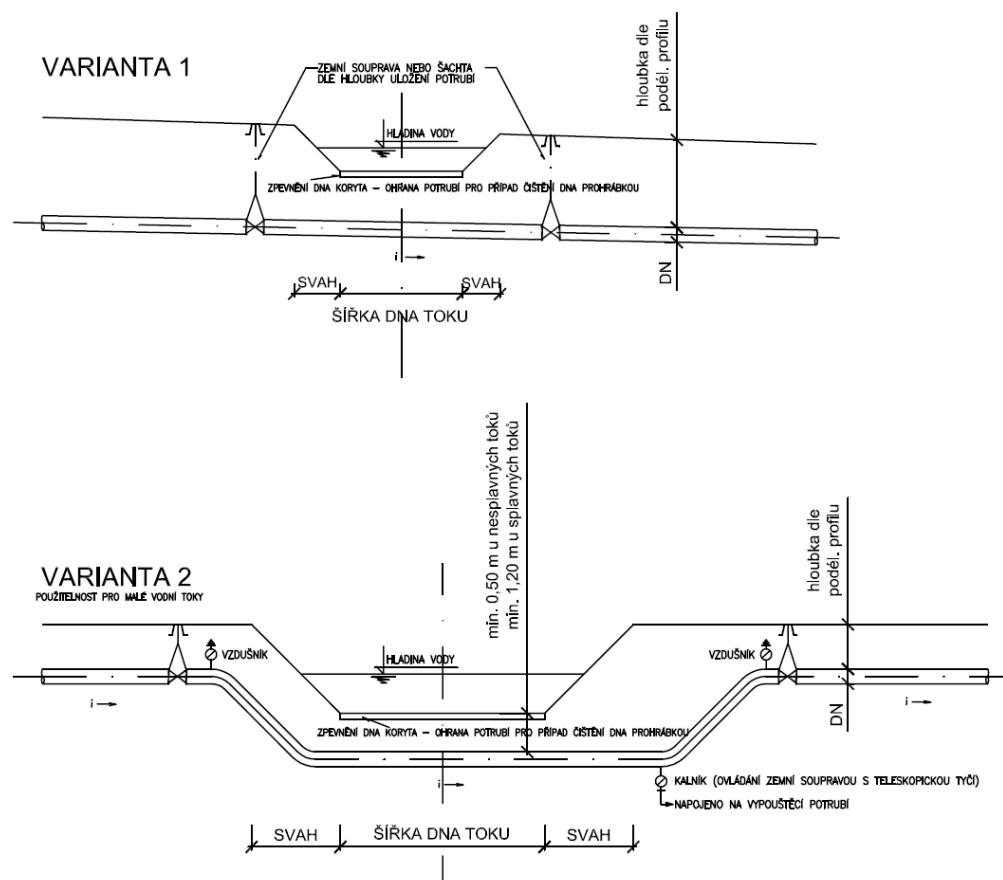 VARIANTA 1
ZEMNÍ SOUPRAVA NEBO ŠACHTA
DLE HLOUBKY ULOŽENÍ POTRUBÍ
hloubka dle
podél. profilu
HLADINA VODY
ZPEVNĚNÍ DNA KORYTA – OHRANA POTRUBÍ PRO PŘÍPAD ČIŠTĚNÍ DNA PROHRÁBKOU
i
DN
SVAH
SVAH
ŠÍŘKA DNA TOKU
min. 0,50 m u nesplavných toků
min. 1,20 m u splavných toků
VARIANTA 2
POUŽITELNOST PRO MALÉ VODNÍ TOKY
hloubka dle
podél. profilu
VZDUŠNÍK
HLADINA VODY
VZDUŠNÍK
i
i
DN
ZPEVNĚNÍ DNA KORYTA – OHRANA POTRUBÍ PRO PŘÍPAD ČIŠTĚNÍ DNA PROHRÁBKOU
i
KALNÍK (OVLÁDÁNÍ ZEMNÍ SOUPRAVOU S TELESKOPICKOU TYČÍ)
NAPOJENO NA VYPOUŠTĚCÍ POTRUBÍ
SVAH
ŠÍŘKA DNA TOKU
SVAH